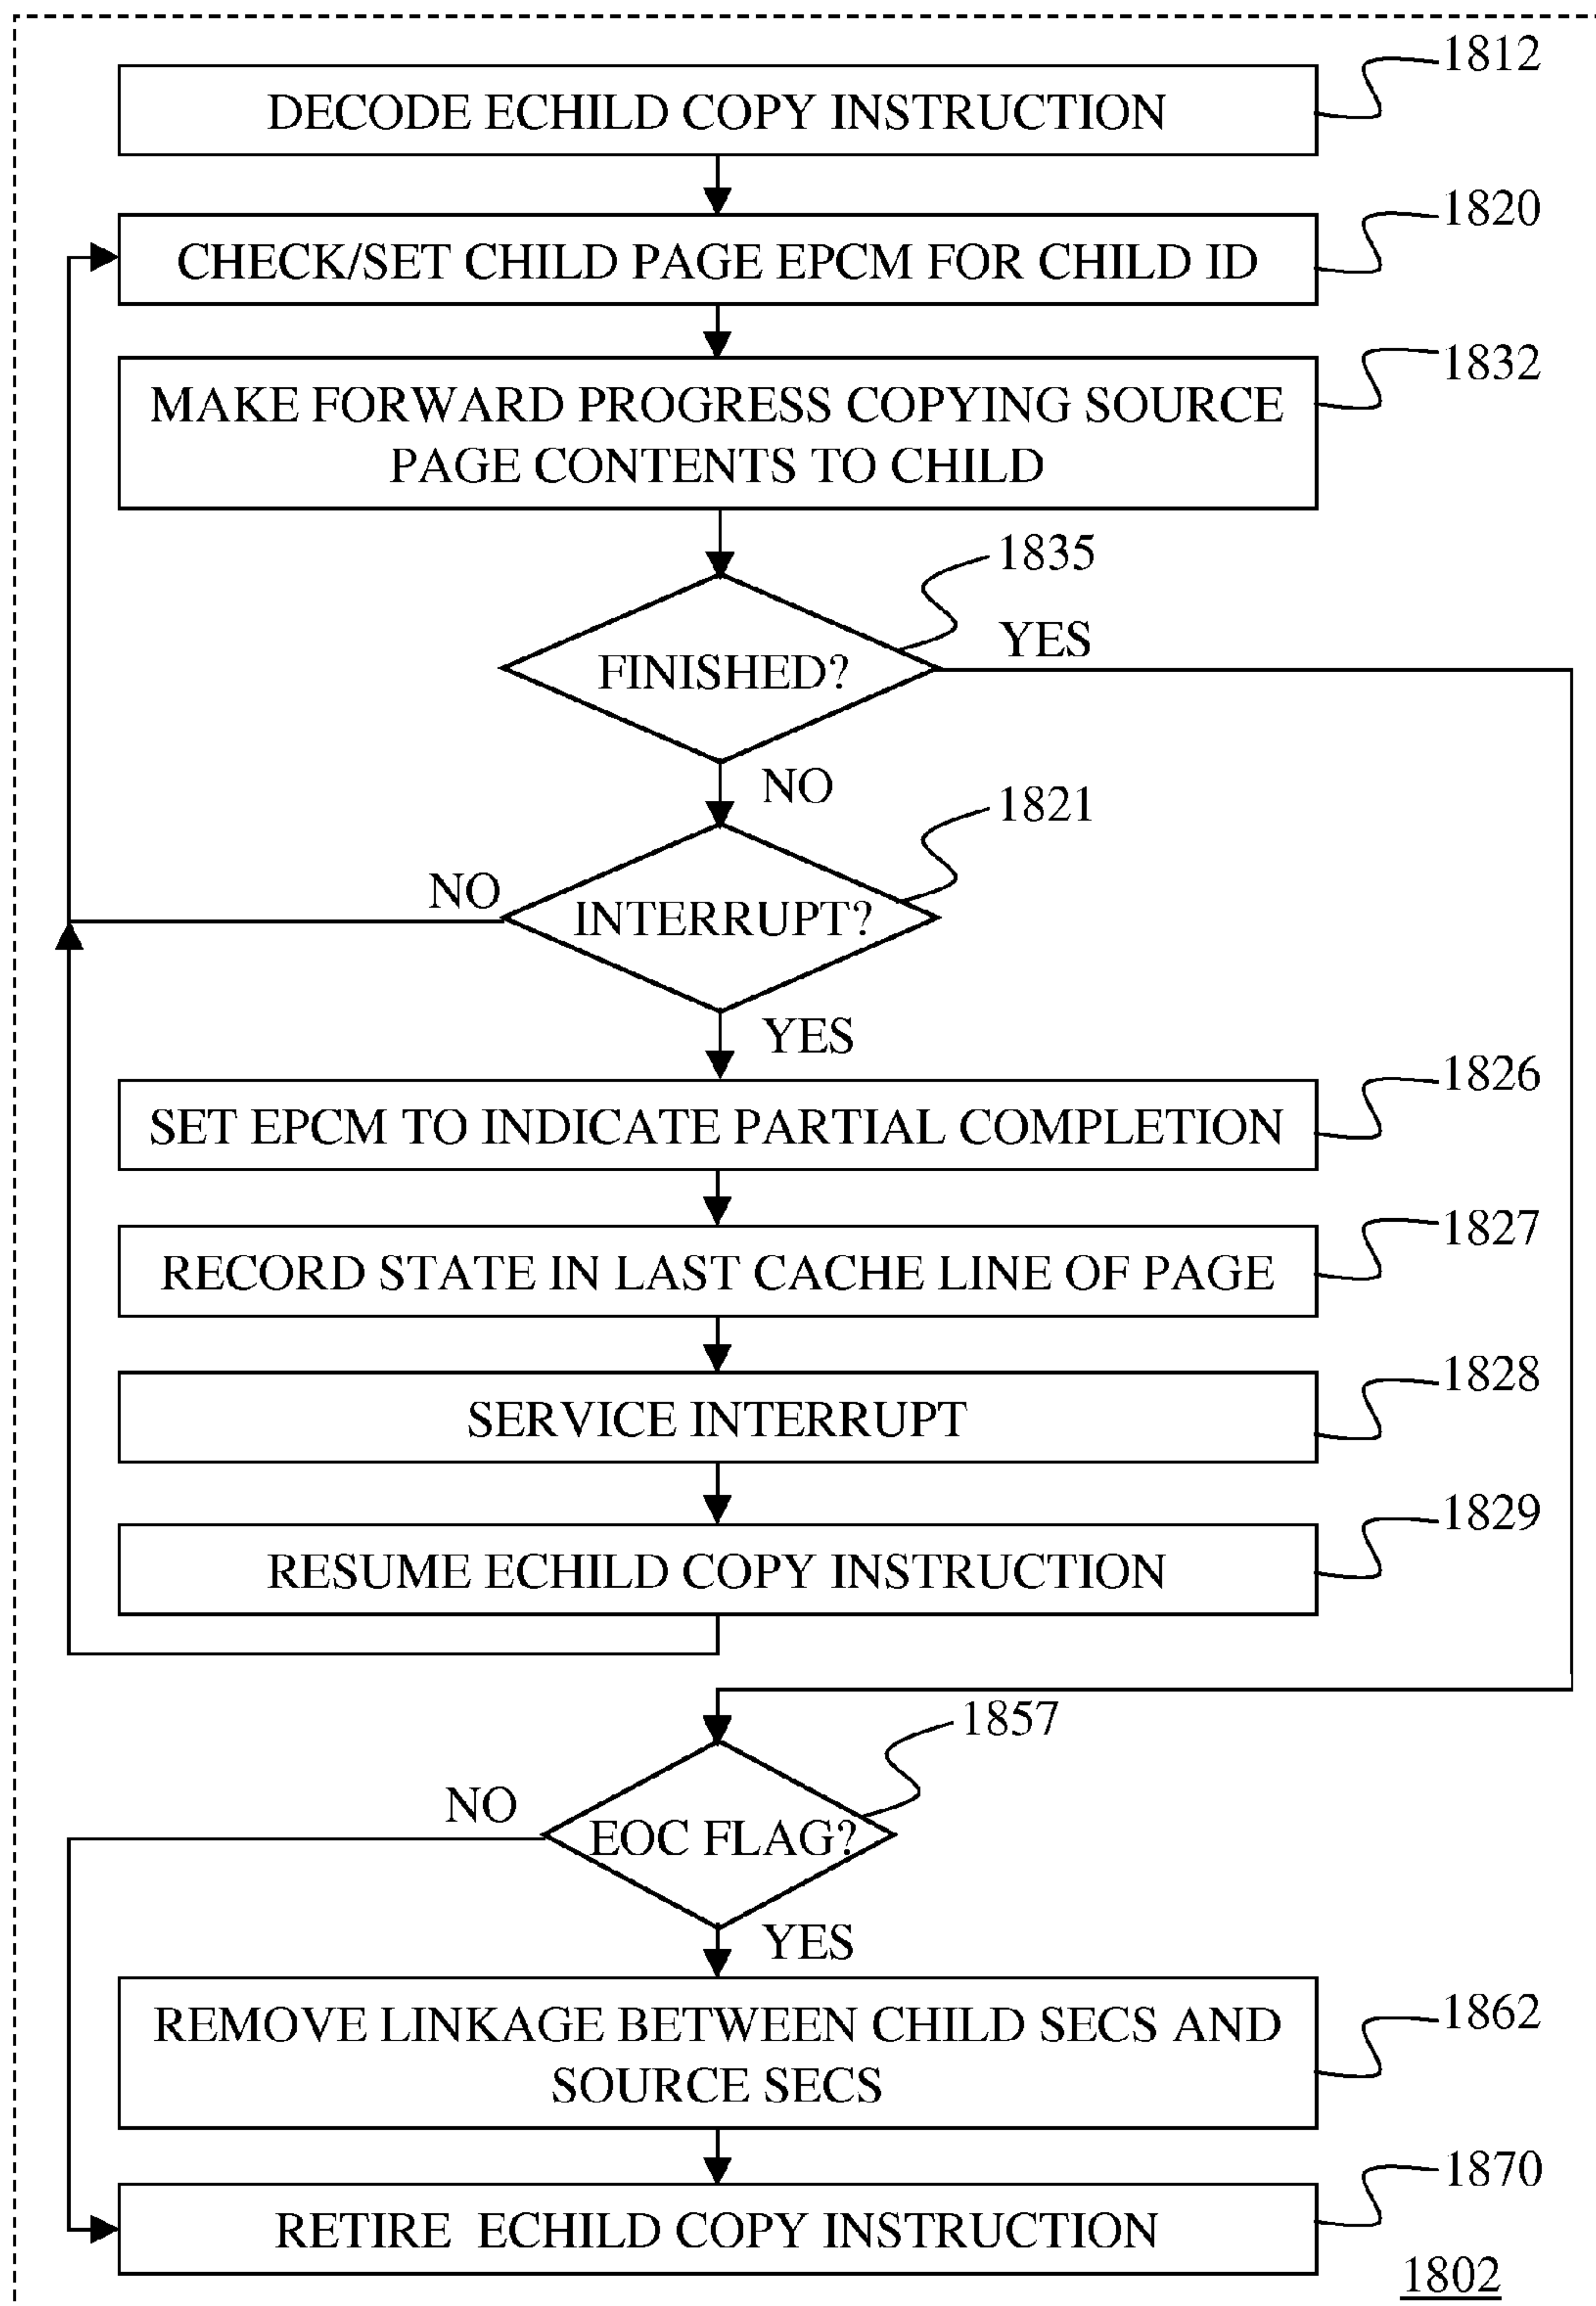 1812
DECODE ECHILD COPY INSTRUCTION
1820
CHECK/SET CHILD PAGE EPCM FOR CHILD ID
1832
MAKE FORWARD PROGRESS COPYING SOURCE
PAGE CONTENTS TO CHILD
1835
YES
FINISHED?
NO
1821
NO
INTERRUPT?
YES
1826
SET EPCM TO INDICATE PARTIAL COMPLETION
1827
RECORD STATE IN LAST CACHE LINE OF PAGE
1828
SERVICE INTERRUPT
1829
RESUME ECHILD COPY INSTRUCTION
1857
NO
EOC FLAG?
YES
1862
REMOVE LINKAGE BETWEEN CHILD SECS AND
SOURCE SECS
1870
RETIRE ECHILD COPY INSTRUCTION
1802